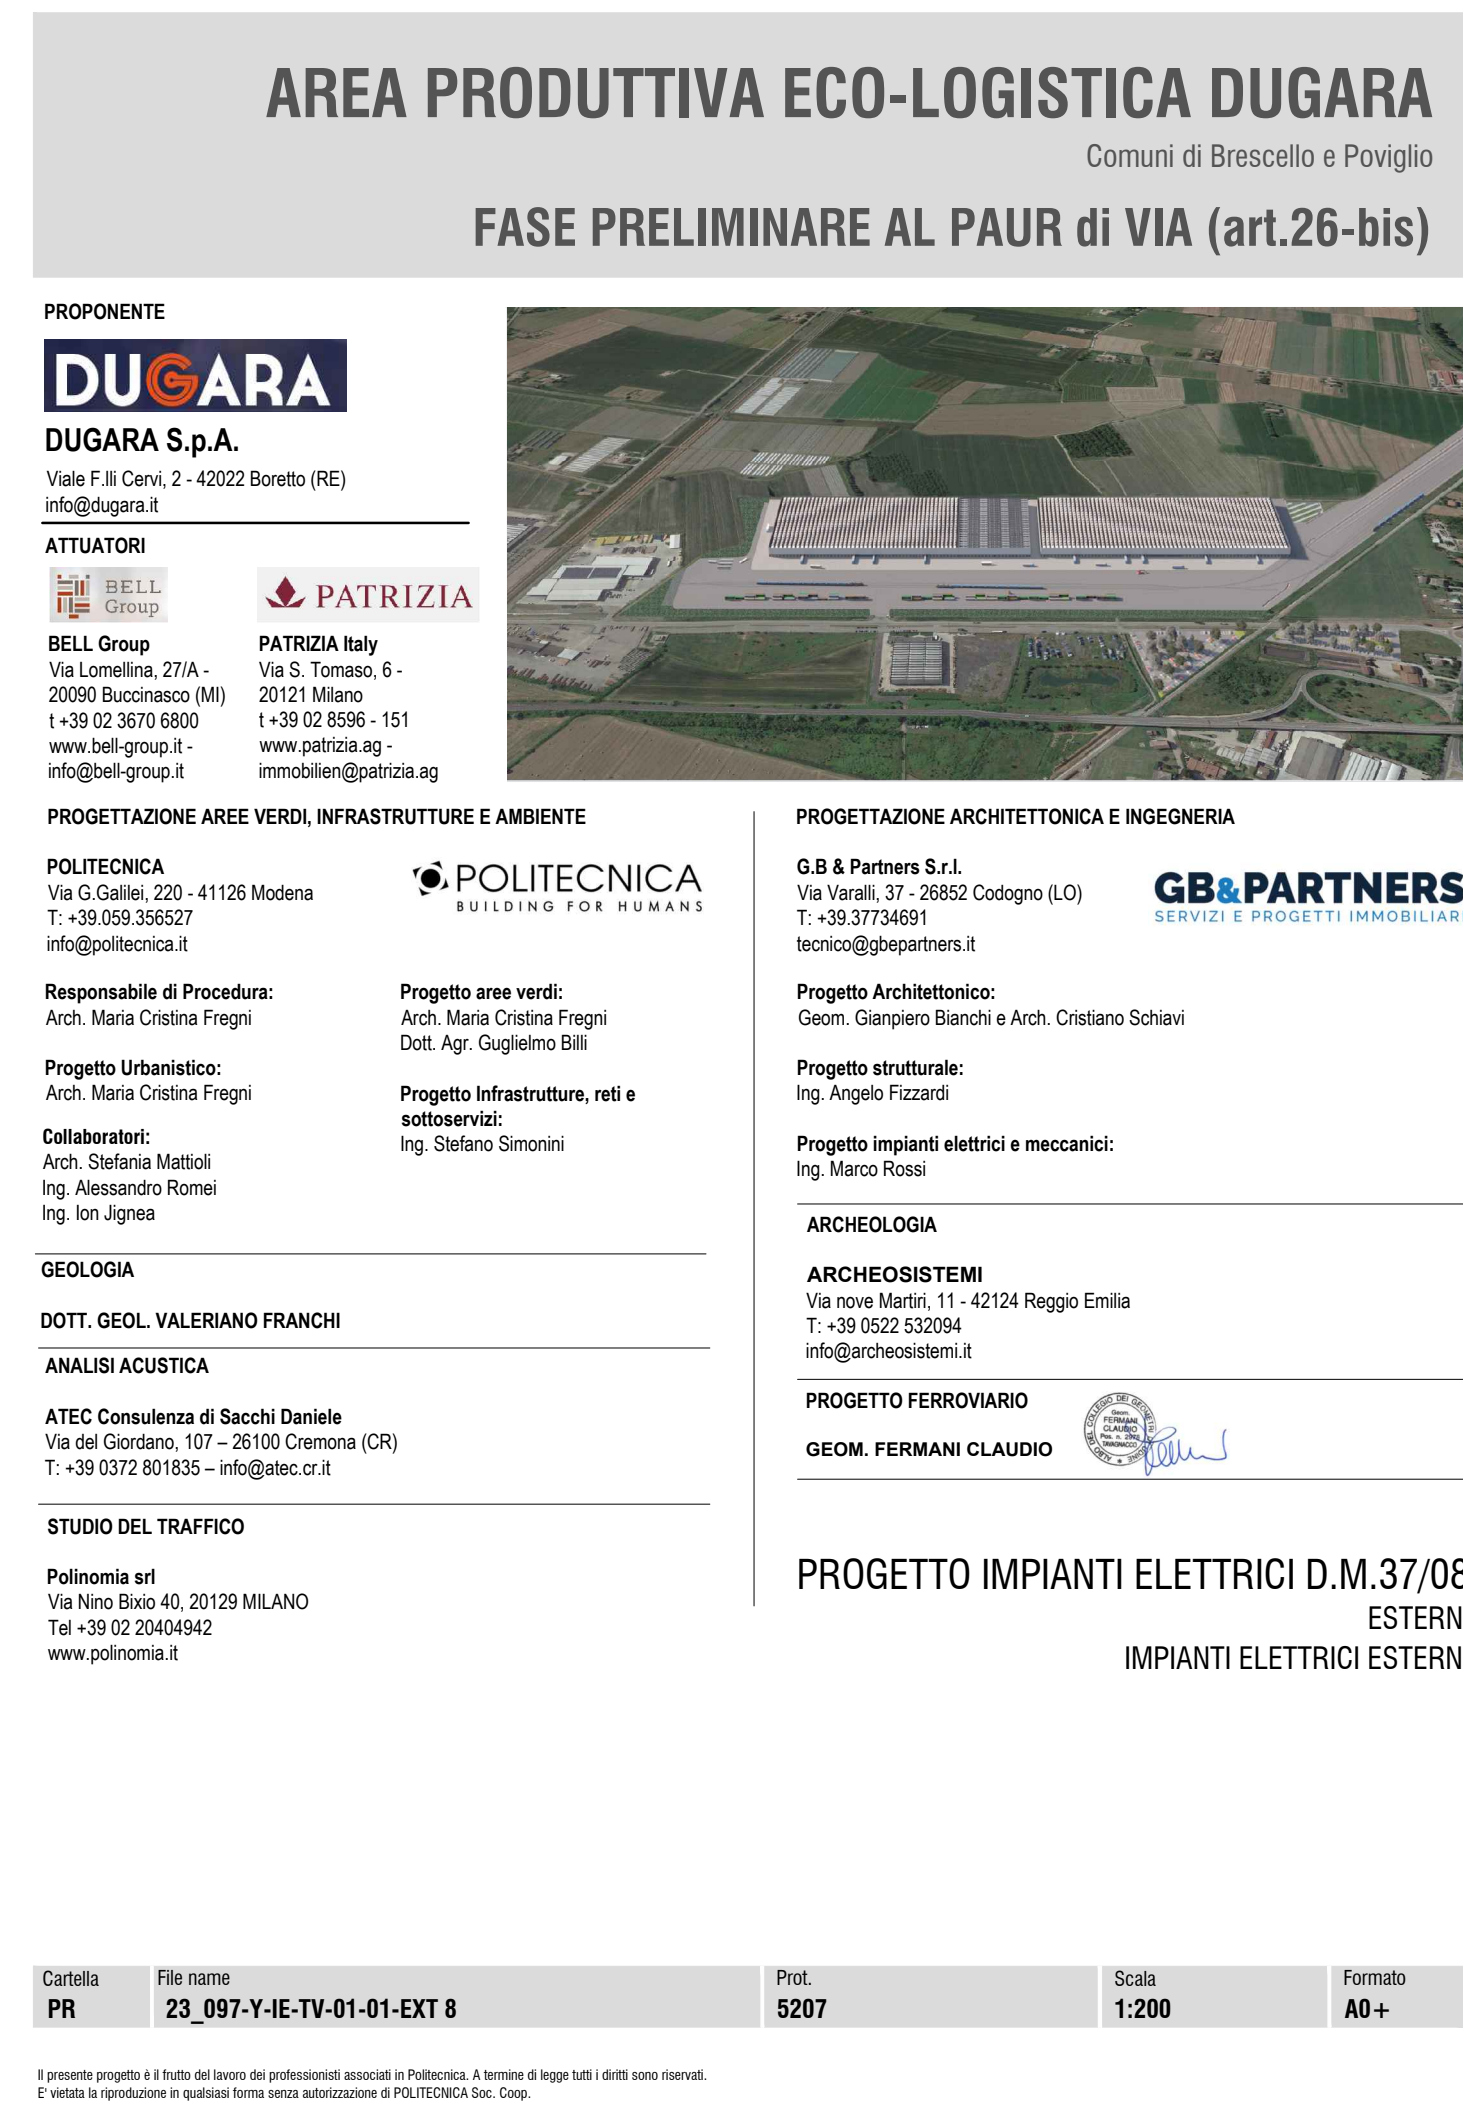 AREA PRODUTTIVA ECO-LOGISTICA DUGARA
Comuni di Brescello e Poviglio
FASE PRELIMINARE AL PAUR di VIA (art.26-bis)
PROPONENTE
DUGARA
DUGARA S.p.A.
Viale F.lli Cervi, 2 - 42022 Boretto (RE)
info@dugara.it
ATTUATORI
BELL
Group
BELL Group
Via Lomellina, 27/A -
20090 Buccinasco (MI)
t +39 02 3670 6800
www.bell-group.it -
info@bell-group.it
PATRIZIA
PATRIZIA Italy
Via S. Tomaso, 6 -
20121 Milano
t +39 02 8596 - 151
www.patrizia.ag -
immobilien@patrizia.ag
PROGETTAZIONE AREE VERDI, INFRASTRUTTURE E AMBIENTE
POLITECNICA
Via G.Galilei, 220 - 41126 Modena
T: +39.059.356527
info@politecnica.it
POLITECNICA
BUILDING FOR HUMANS
Responsabile di Procedura:
Arch. Maria Cristina Fregni
Progetto Urbanistico:
Arch. Maria Cristina Fregni
Collaboratori:
Arch. Stefania Mattioli
Ing. Alessandro Romei
Ing. Ion Jignea
Progetto aree verdi:
Arch. Maria Cristina Fregni
Dott. Agr. Guglielmo Billi
Progetto Infrastrutture, reti e
sottoservizi:
Ing. Stefano Simonini
GEOLOGIA
DOTT. GEOL. VALERIANO FRANCHI
ANALISI ACUSTICA
ATEC Consulenza di Sacchi Daniele
Via del Giordano, 107 – 26100 Cremona (CR)
T: +39 0372 801835 – info@atec.cr.it
STUDIO DEL TRAFFICO
Polinomia srl
Via Nino Bixio 40, 20129 MILANO
Tel +39 02 20404942
www.polinomia.it
PROGETTAZIONE ARCHITETTONICA E INGEGNERIA
G.B & Partners S.r.l.
Via Varalli, 37 - 26852 Codogno (LO)
T: +39.37734691
tecnico@gbepartners.it
GB&PARTNERS
SERVIZI E PROGETTI IMMOBILIAR
Progetto Architettonico:
Geom. Gianpiero Bianchi e Arch. Cristiano Schiavi
Progetto strutturale:
Ing. Angelo Fizzardi
Progetto impianti elettrici e meccanici:
Ing. Marco Rossi
ARCHEOLOGIA
ARCHEOSISTEMI
Via nove Martiri, 11 - 42124 Reggio Emilia
T: +39 0522 532094
info@archeosistemi.it
PROGETTO FERROVIARIO
GEOM. FERMANI CLAUDIO
ALBO DEL COLLEGIO DEI GEOMETRI
Geom.
FERMANI
CLAUDIO
Pos. n. 2978
TAVAGNACCO
PROGETTO IMPIANTI ELETTRICI D.M.37/08
ESTERN
IMPIANTI ELETTRICI ESTERN
Cartella
PR
File name
23_097-Y-IE-TV-01-01-EXT 8
Prot.
5207
Scala
1:200
Formato
A0+
Il presente progetto è il frutto del lavoro dei professionisti associati in Politecnica. A termine di legge tutti i diritti sono riservati.
E' vietata la riproduzione in qualsiasi forma senza autorizzazione di POLITECNICA Soc. Coop.